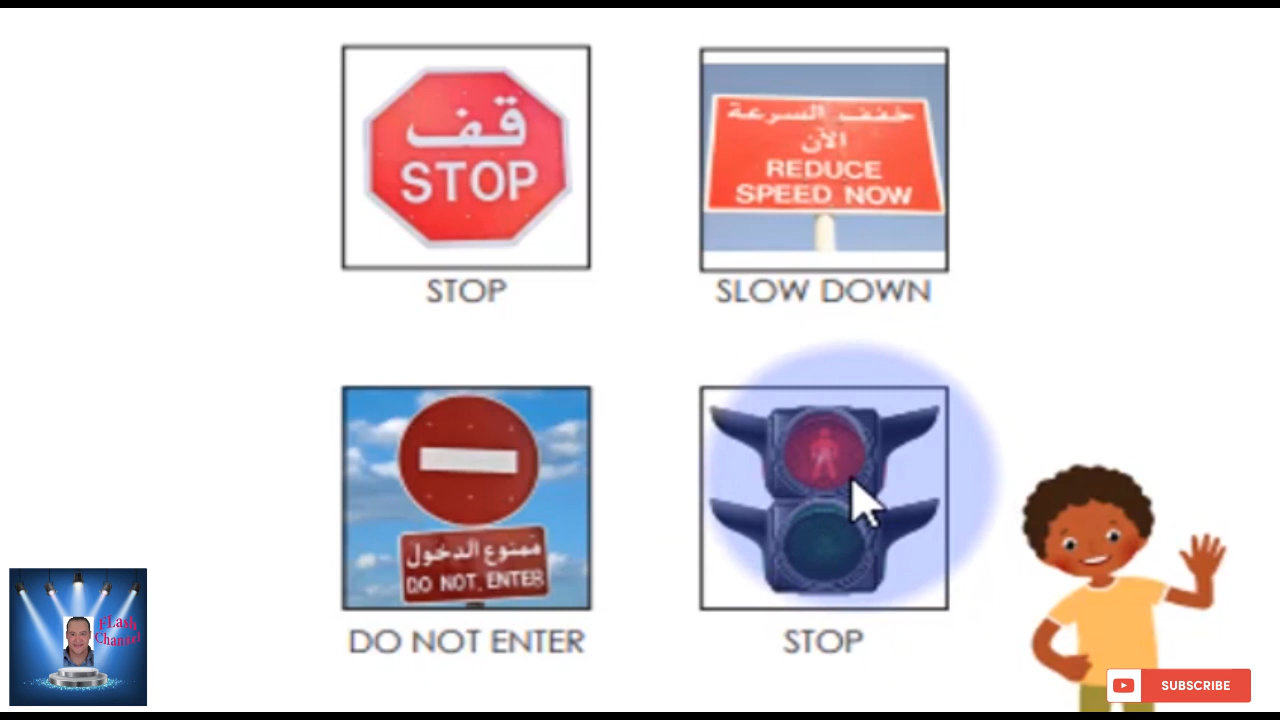 قف
STOP
STOP
خفف السرعة
الآن
REDUCE
SPEED NOW
SLOW DOWN
ممنوع الدخول
DO NOT ENTER
DO NOT ENTER
STOP
FLash
Channel
SUBSCRIBE